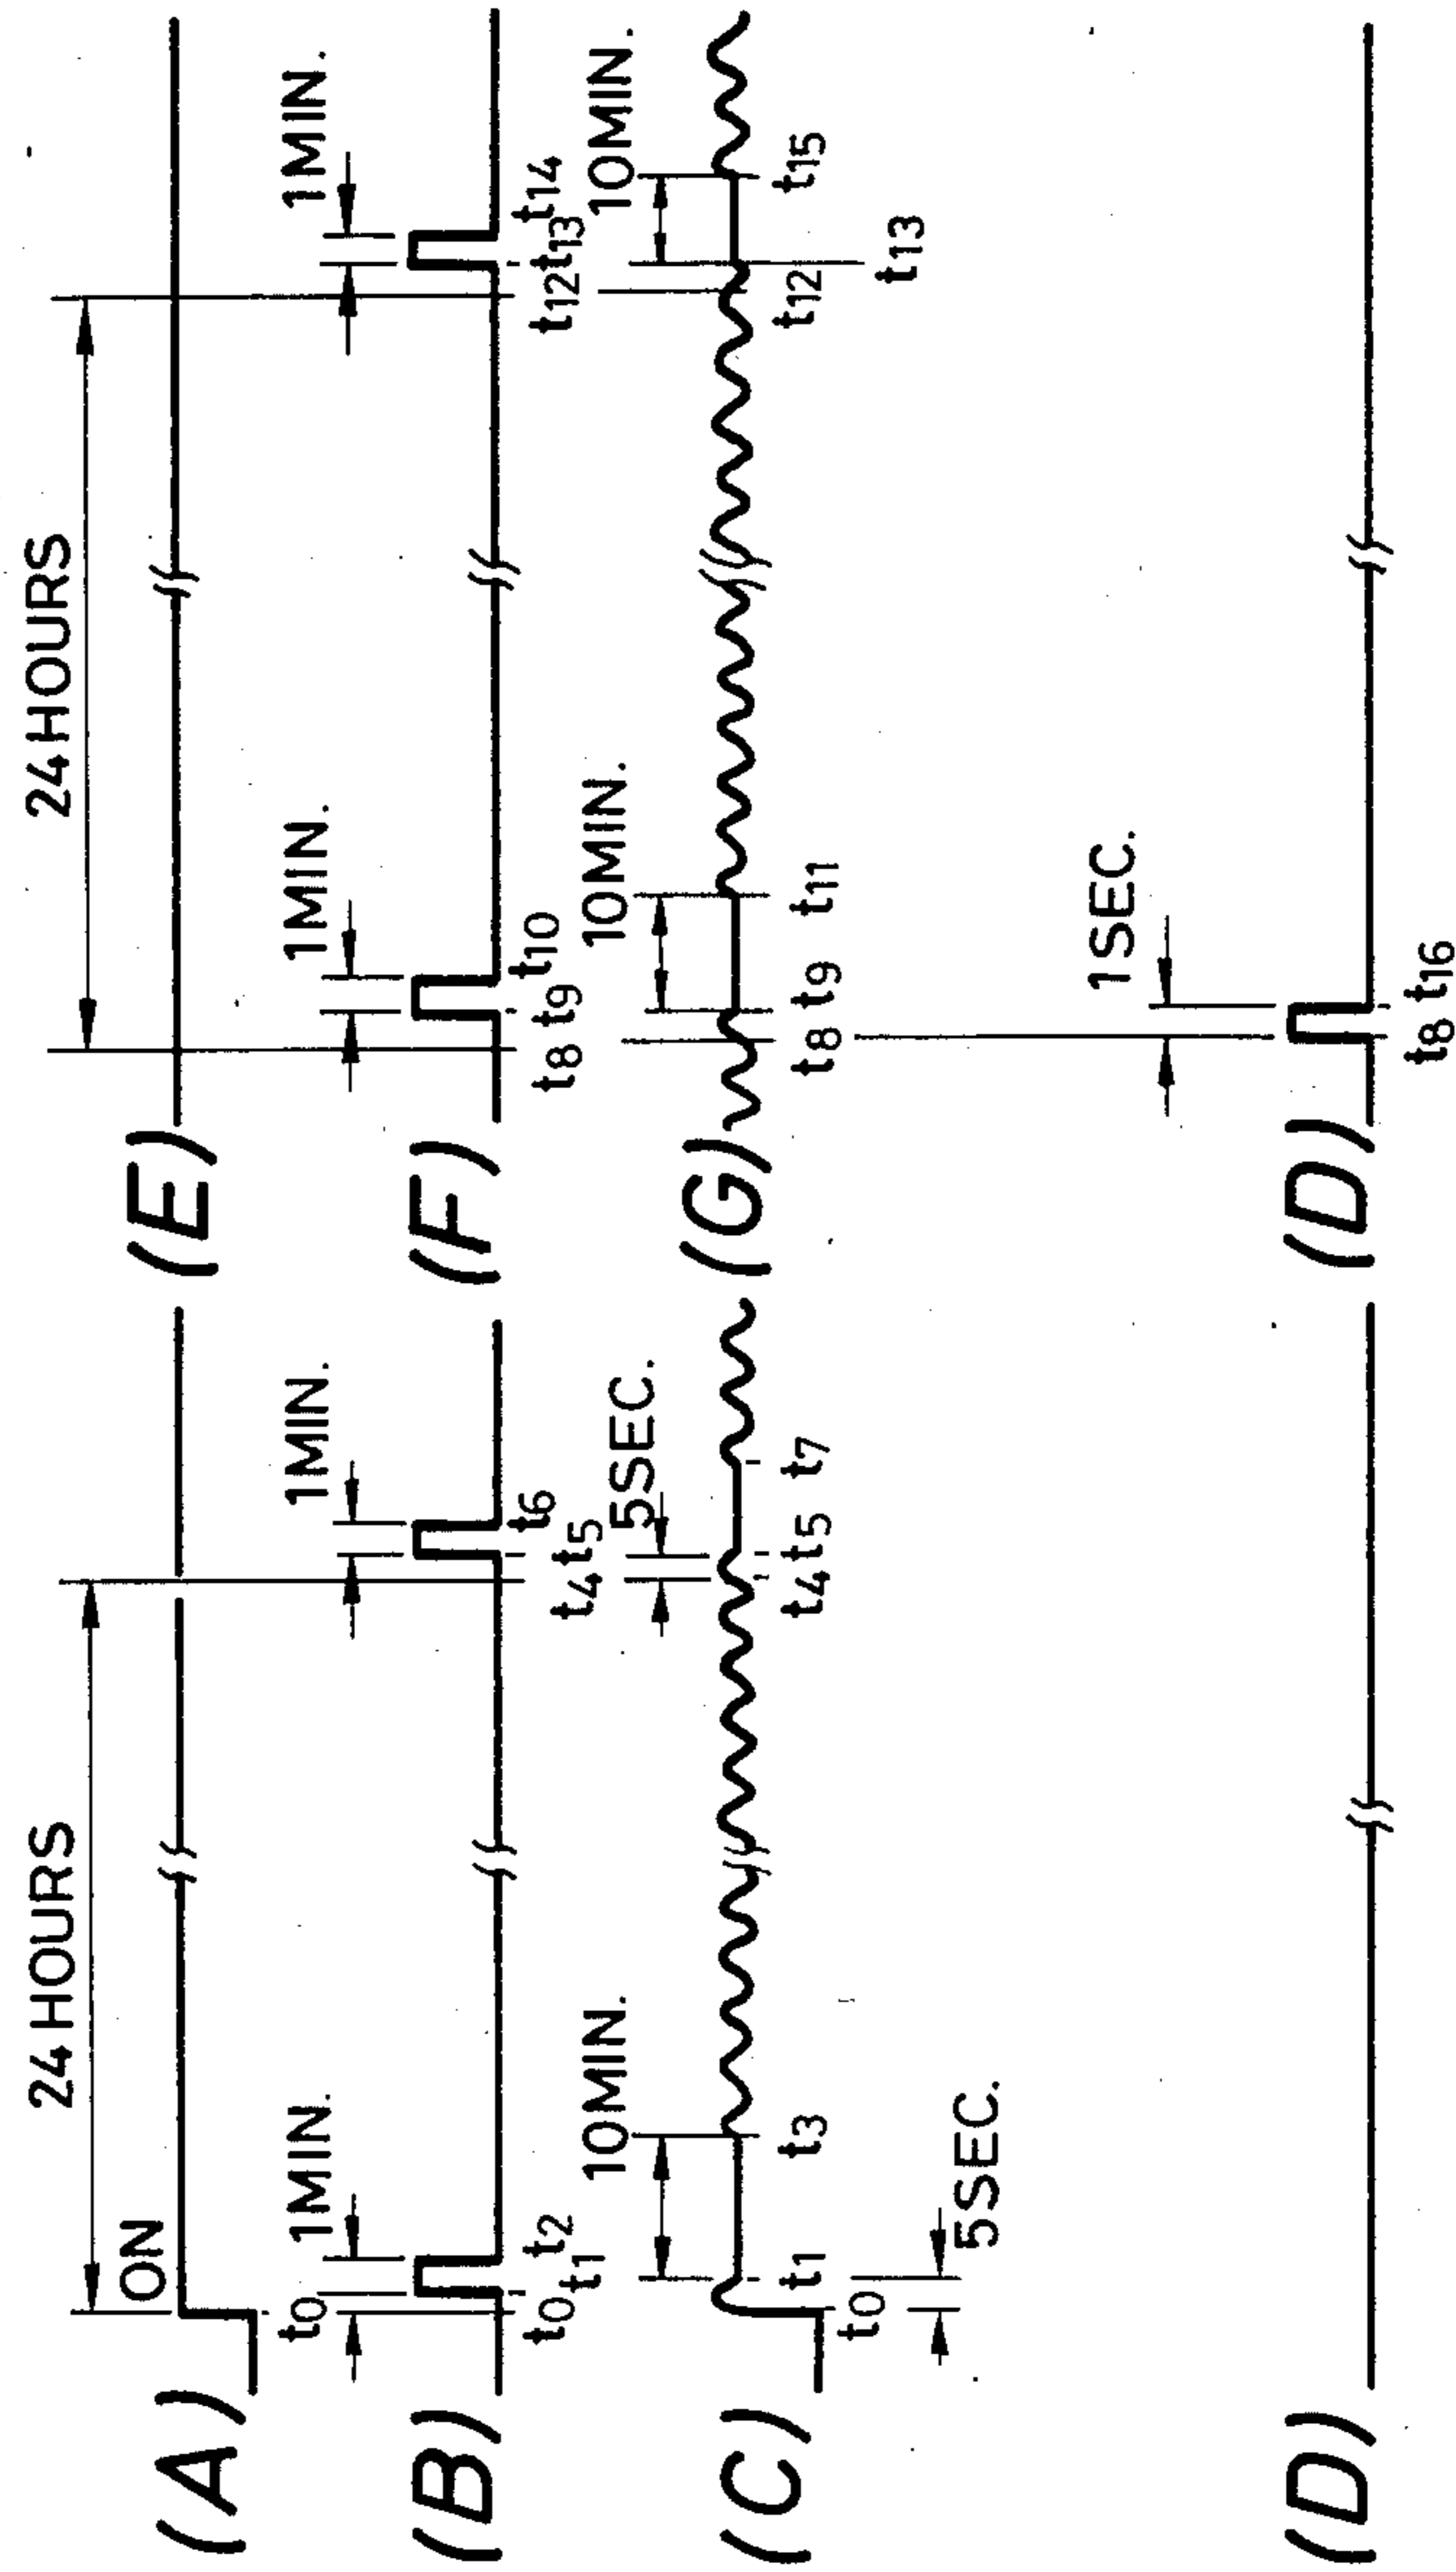 24 HOURS
(A)
ON
t0
1MIN.
1MIN.
(B)
t0
t1
t2
t4
t5
t6
10MIN.
5SEC.
(C)
t0
t1
t3
t4
t5
t7
5SEC.
(D)
24 HOURS
(E)
1MIN.
1MIN.
(F)
t8
t9
t10
t12
t13
t14
10MIN.
10MIN.
(G)
t8
t9
t11
t12
t13
t15
1SEC.
(D)
t8
t16